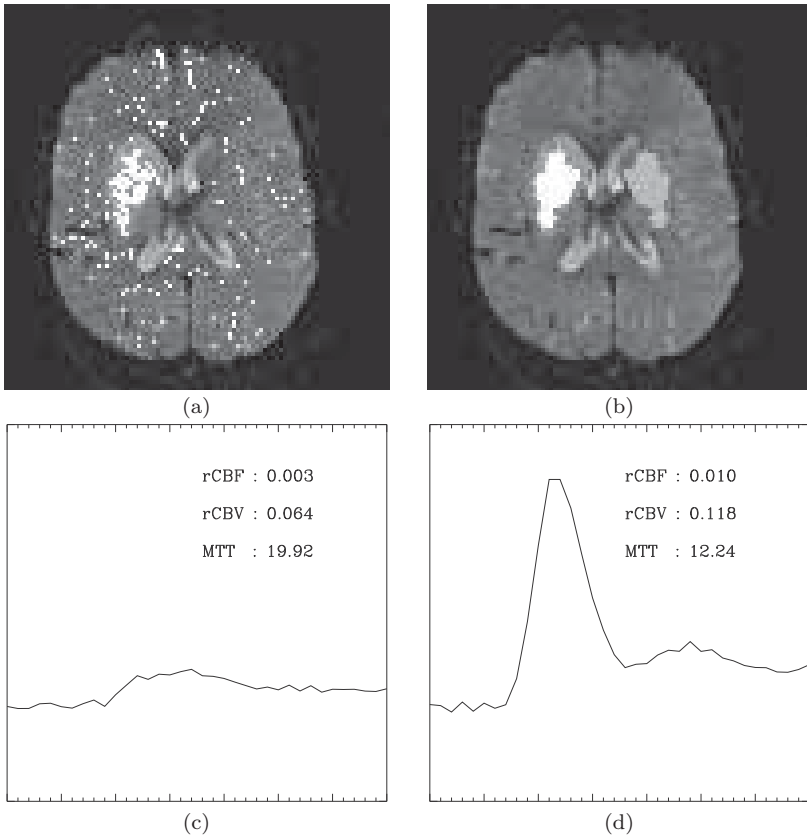 (a)
(b)
rCBF : 0.003
rCBV : 0.064
MTT : 19.92
rCBF : 0.010
rCBV : 0.118
MTT : 12.24
(c)
(d)